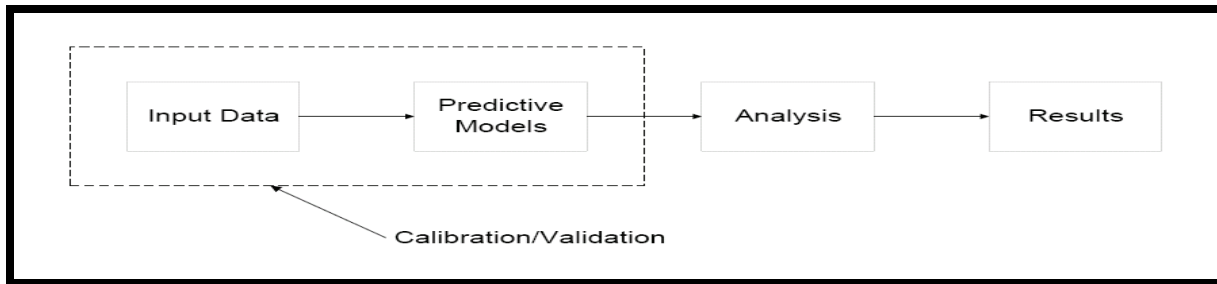 Input Data
Predictive
Models
Analysis
Results
Calibration/Validation